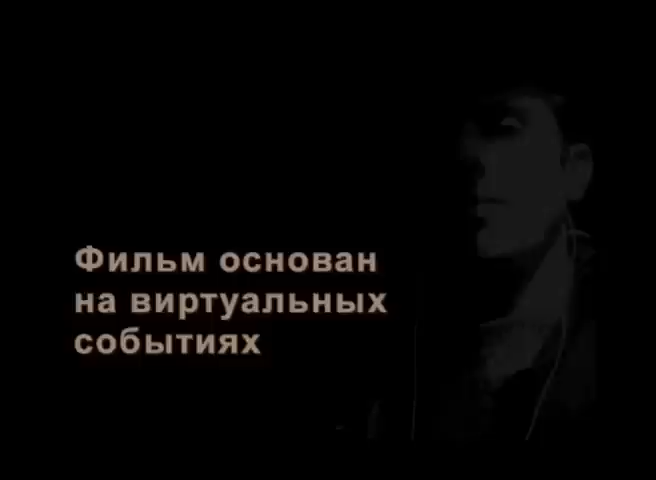 Фильм основан
на виртуальных
событиях